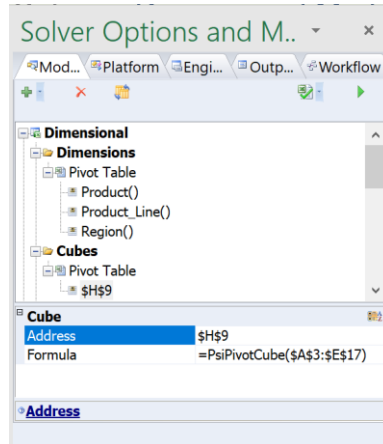 Solver Options and M..
Mod... Platform Engi... Outp... Workflow
Dimensional
Dimensions
Pivot Table
Product()
Product_Line()
Region()
Cubes
Pivot Table
$H$9
Cube
Address $H$9
Formula =PsiPivotCube($A$3:$E$17)
Address